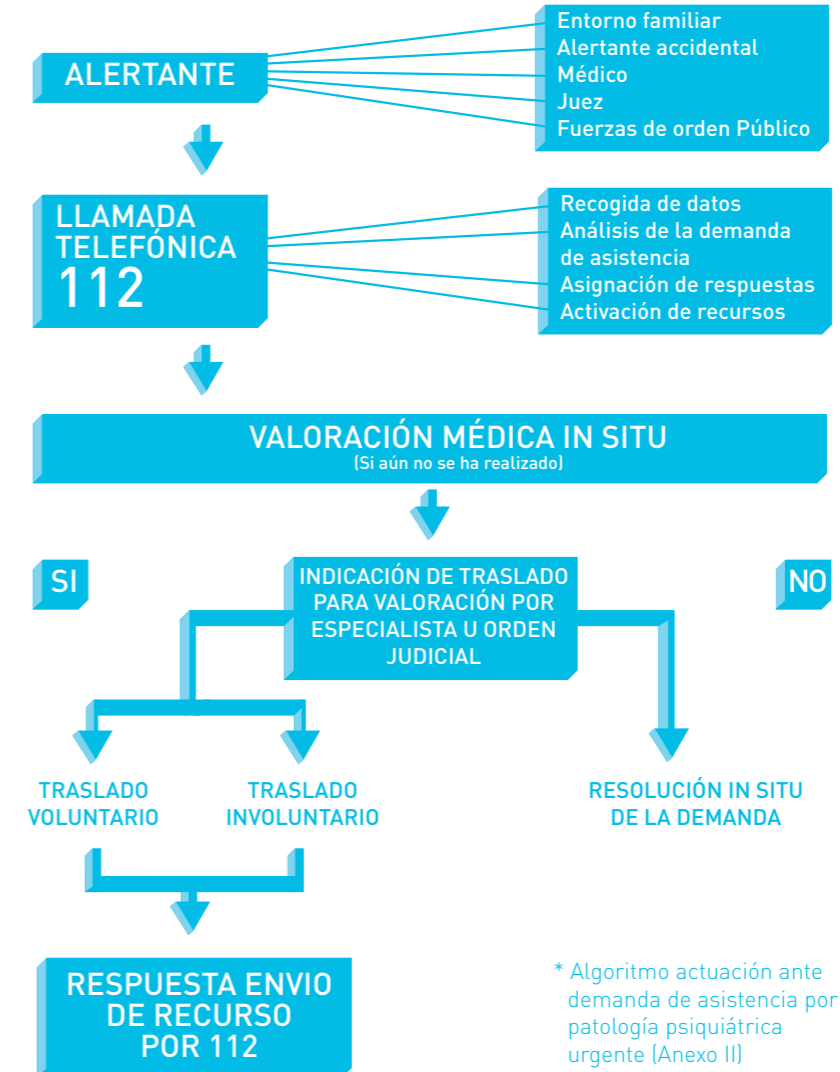 ALERTANTE
Entorno familiar
Alertante accidental
Médico
Juez
Fuerzas de orden Público
LLAMADA
TELEFÓNICA
112
Recogida de datos
Análisis de la demanda
de asistencia
Asignación de respuestas
Activación de recursos
VALORACIÓN MÉDICA IN SITU
(Si aún no se ha realizado)
SI
INDICACIÓN DE TRASLADO
PARA VALORACIÓN POR
ESPECIALISTA U ORDEN
JUDICIAL
NO
TRASLADO
VOLUNTARIO
TRASLADO
INVOLUNTARIO
RESOLUCIÓN IN SITU
DE LA DEMANDA
RESPUESTA ENVIO
DE RECURSO
POR 112
* Algoritmo actuación ante
demanda de asistencia por
patología psiquiátrica
urgente (Anexo II)